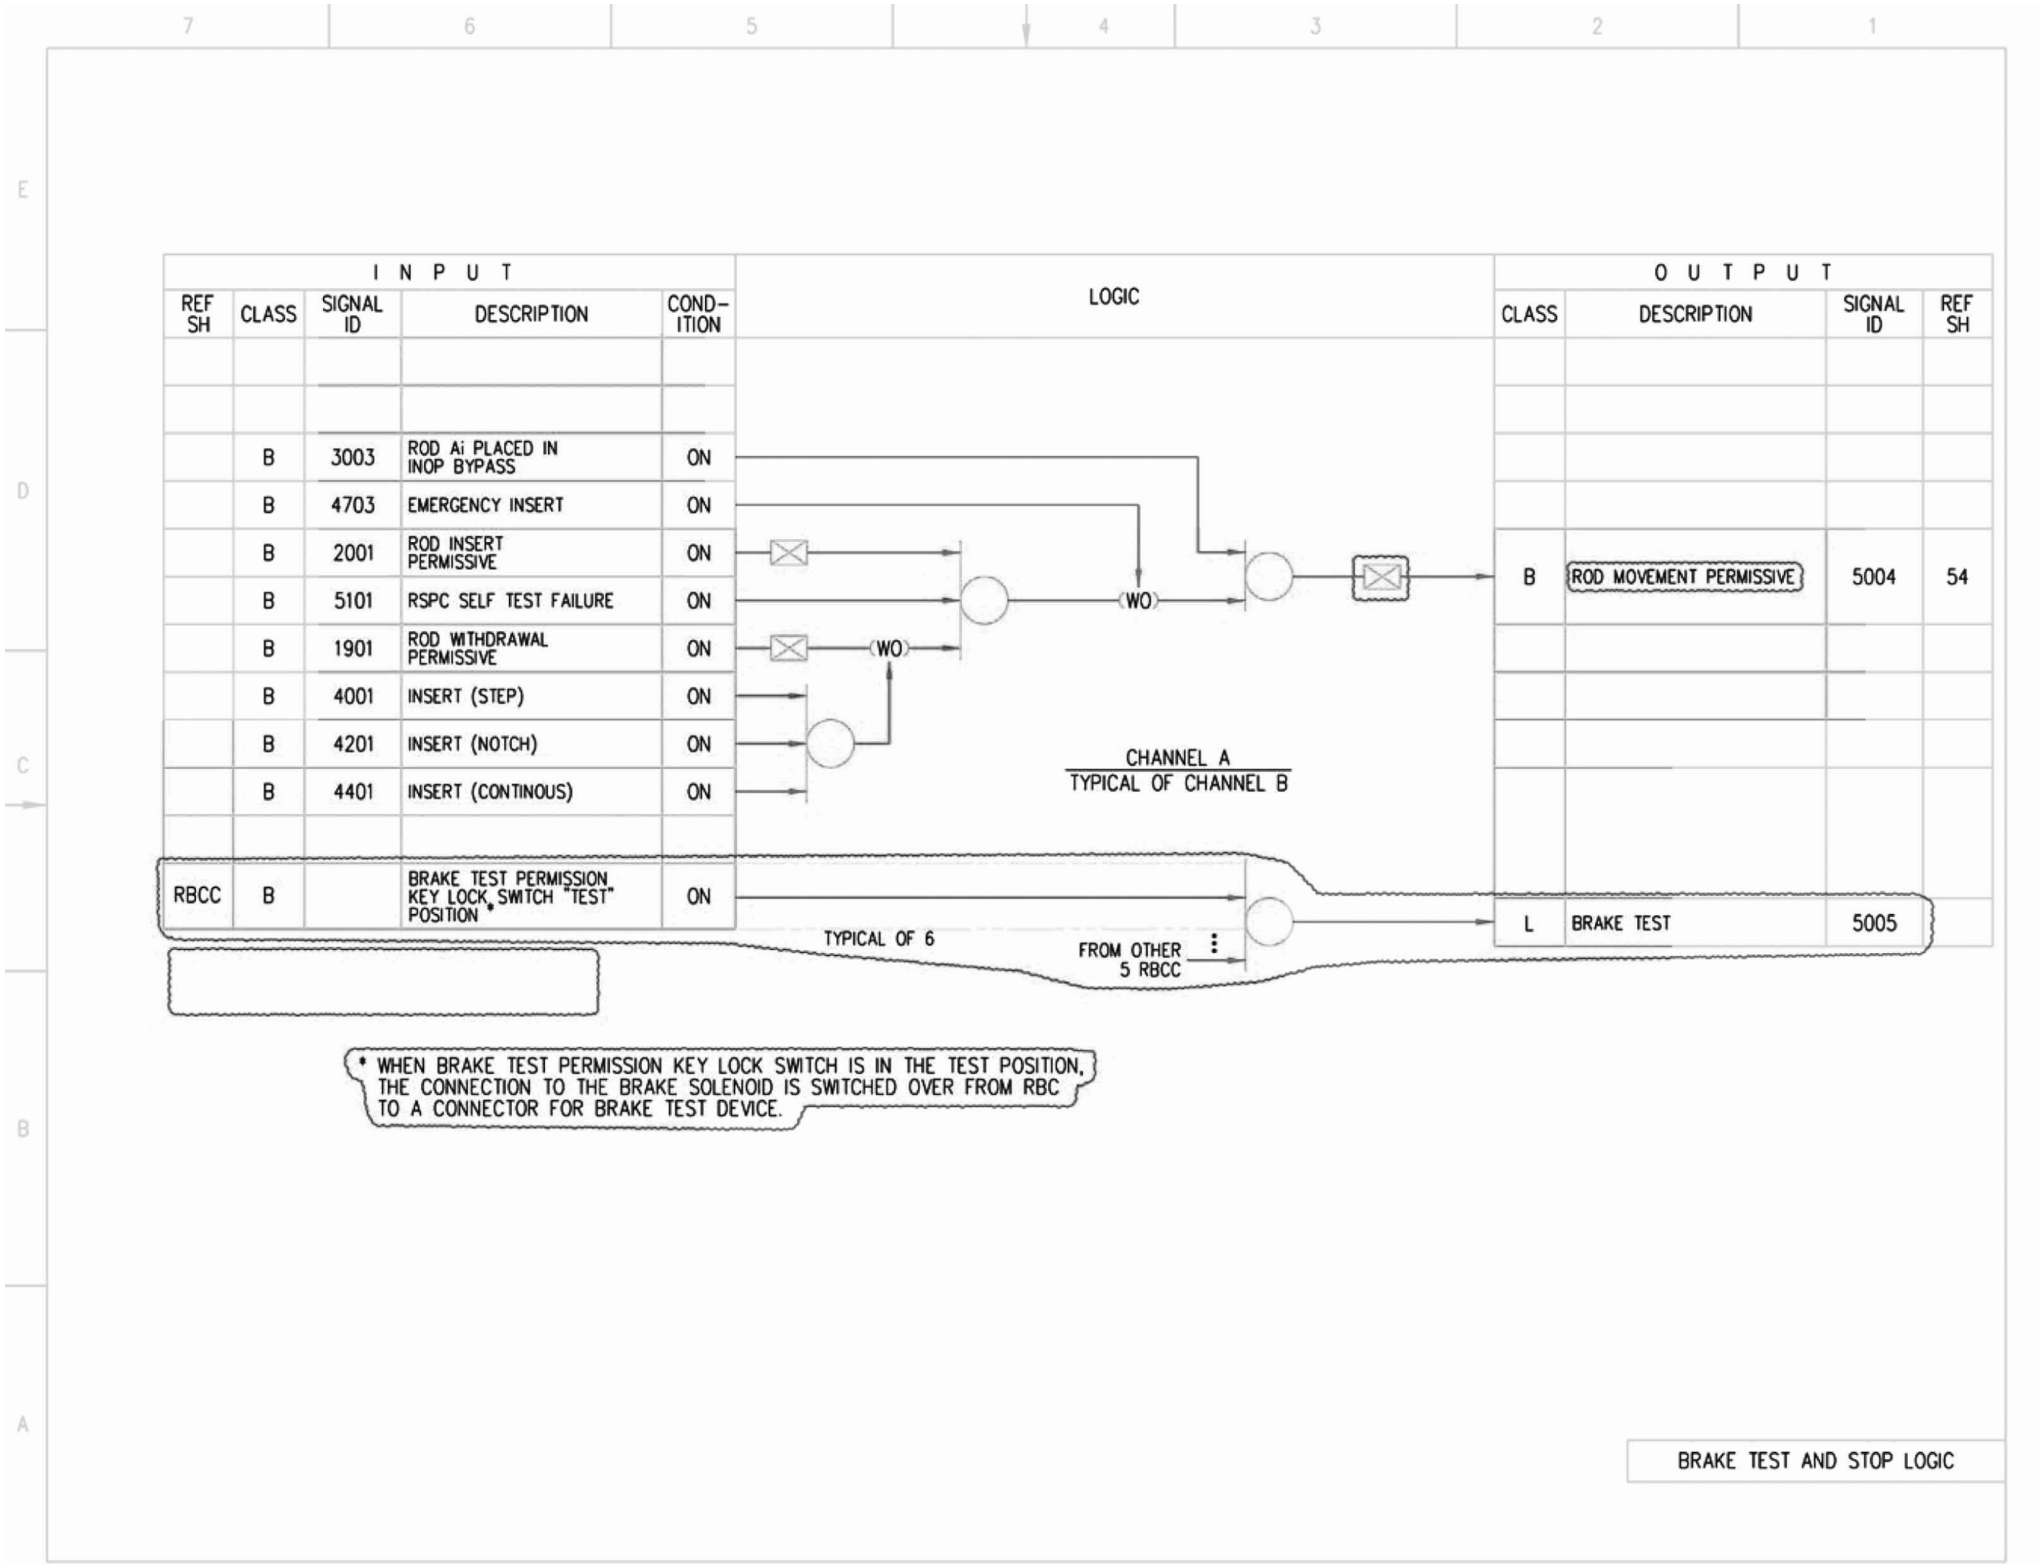 7 6 5 4 3 2 1
E
I N P U T
LOGIC
O U T P U T
REF SH
CLASS
SIGNAL ID
DESCRIPTION
COND-
ITION
CLASS
DESCRIPTION
SIGNAL ID
REF SH
B 3003 ROD Ai PLACED IN
INOP BYPASS
ON
D
B 4703 EMERGENCY INSERT ON
B 2001 ROD INSERT
PERMISSIVE
ON
B ROD MOVEMENT PERMISSIVE 5004 54
B 5101 RSPC SELF TEST FAILURE ON (WO)
B 1901 ROD WITHDRAWAL
PERMISSIVE
ON (WO)
B 4001 INSERT (STEP) ON
B 4201 INSERT (NOTCH) ON
CHANNEL A
TYPICAL OF CHANNEL B
C
B 4401 INSERT (CONTINOUS) ON
RBCC B BRAKE TEST PERMISSION
KEY LOCK SWITCH "TEST"
POSITION *
ON
L BRAKE TEST 5005
TYPICAL OF 6
FROM OTHER
5 RBCC
* WHEN BRAKE TEST PERMISSION KEY LOCK SWITCH IS IN THE TEST POSITION,
THE CONNECTION TO THE BRAKE SOLENOID IS SWITCHED OVER FROM RBC
TO A CONNECTOR FOR BRAKE TEST DEVICE.
B
A
BRAKE TEST AND STOP LOGIC